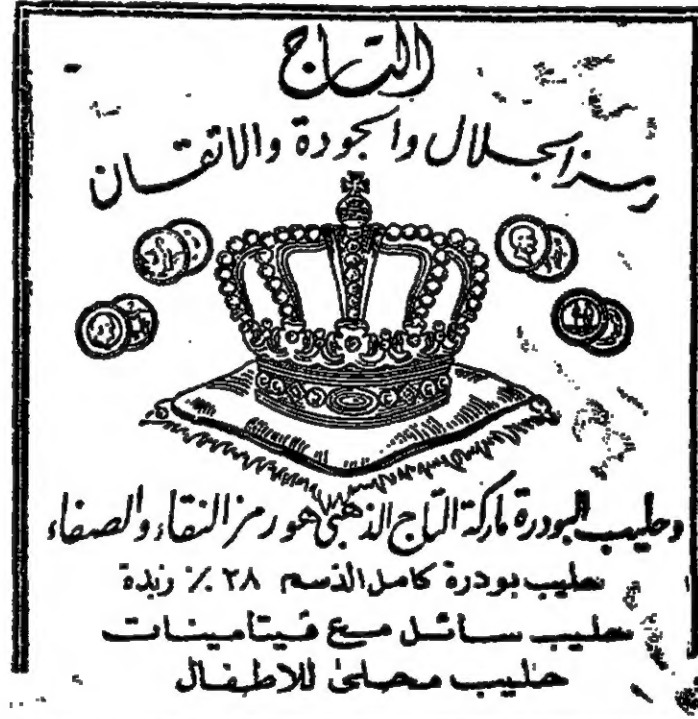 التاج
رمز الجلال والجودة والاتقان
وحليب البودرة ماركة التاج الذهبي هو رمز النقاء والصفاء
حليب بودرة كامل الدسم ٢٨ ٪ زبدة
حليب سائل مع فيتامينات
حليب محلى للاطفال